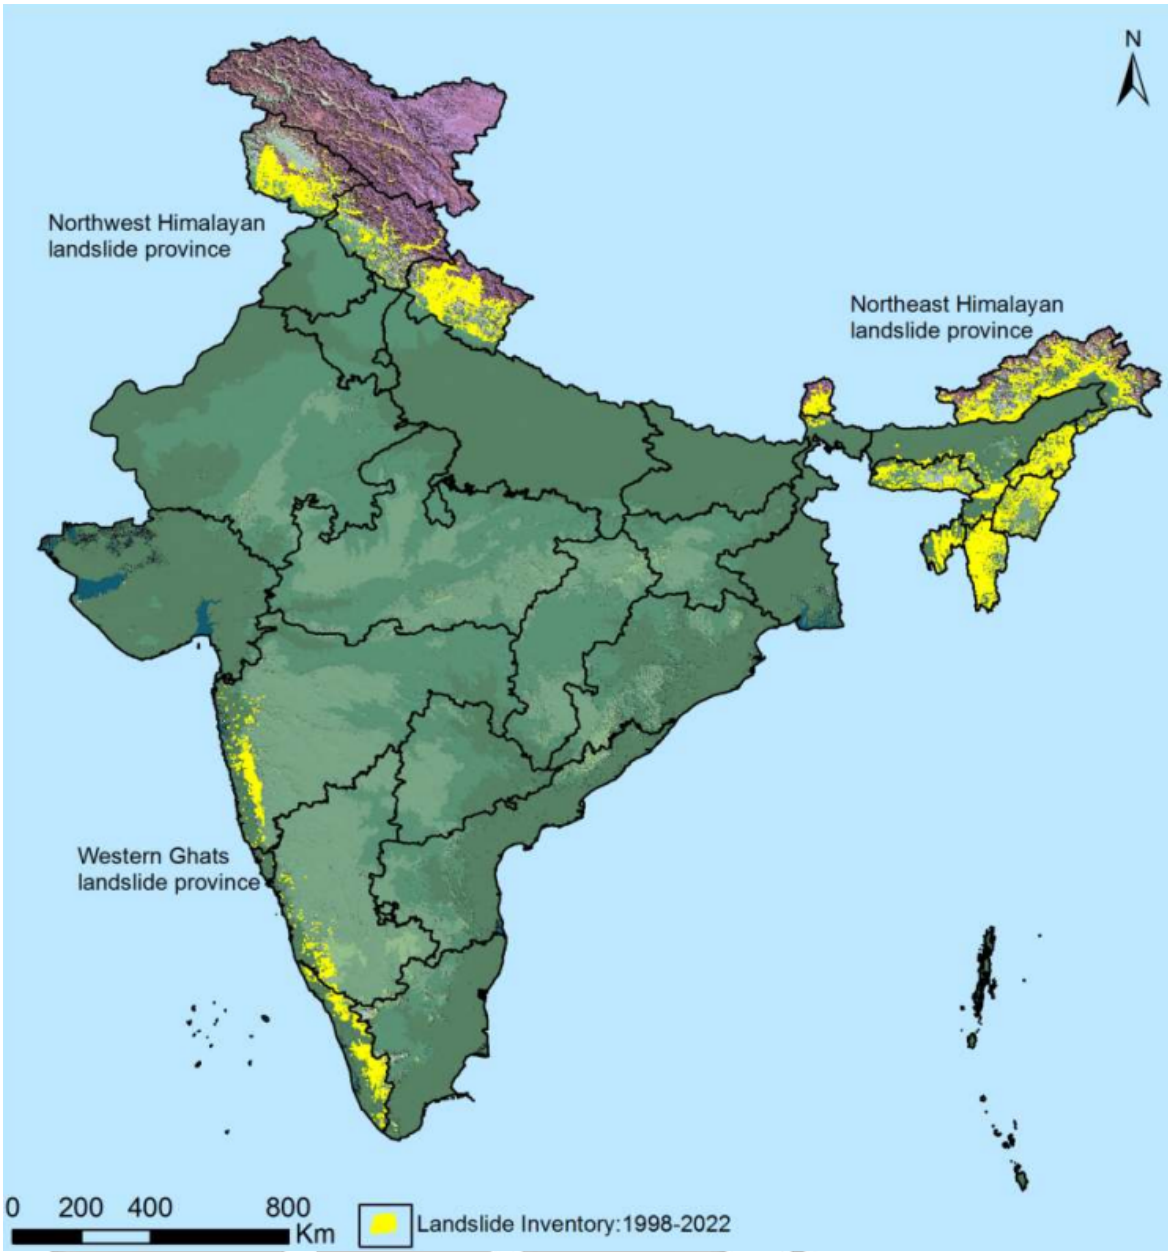 N
Northwest Himalayan
landslide province
Northeast Himalayan
landslide province
Western Ghats
landslide province
0 200 400 800
Km
Landslide Inventory:1998-2022